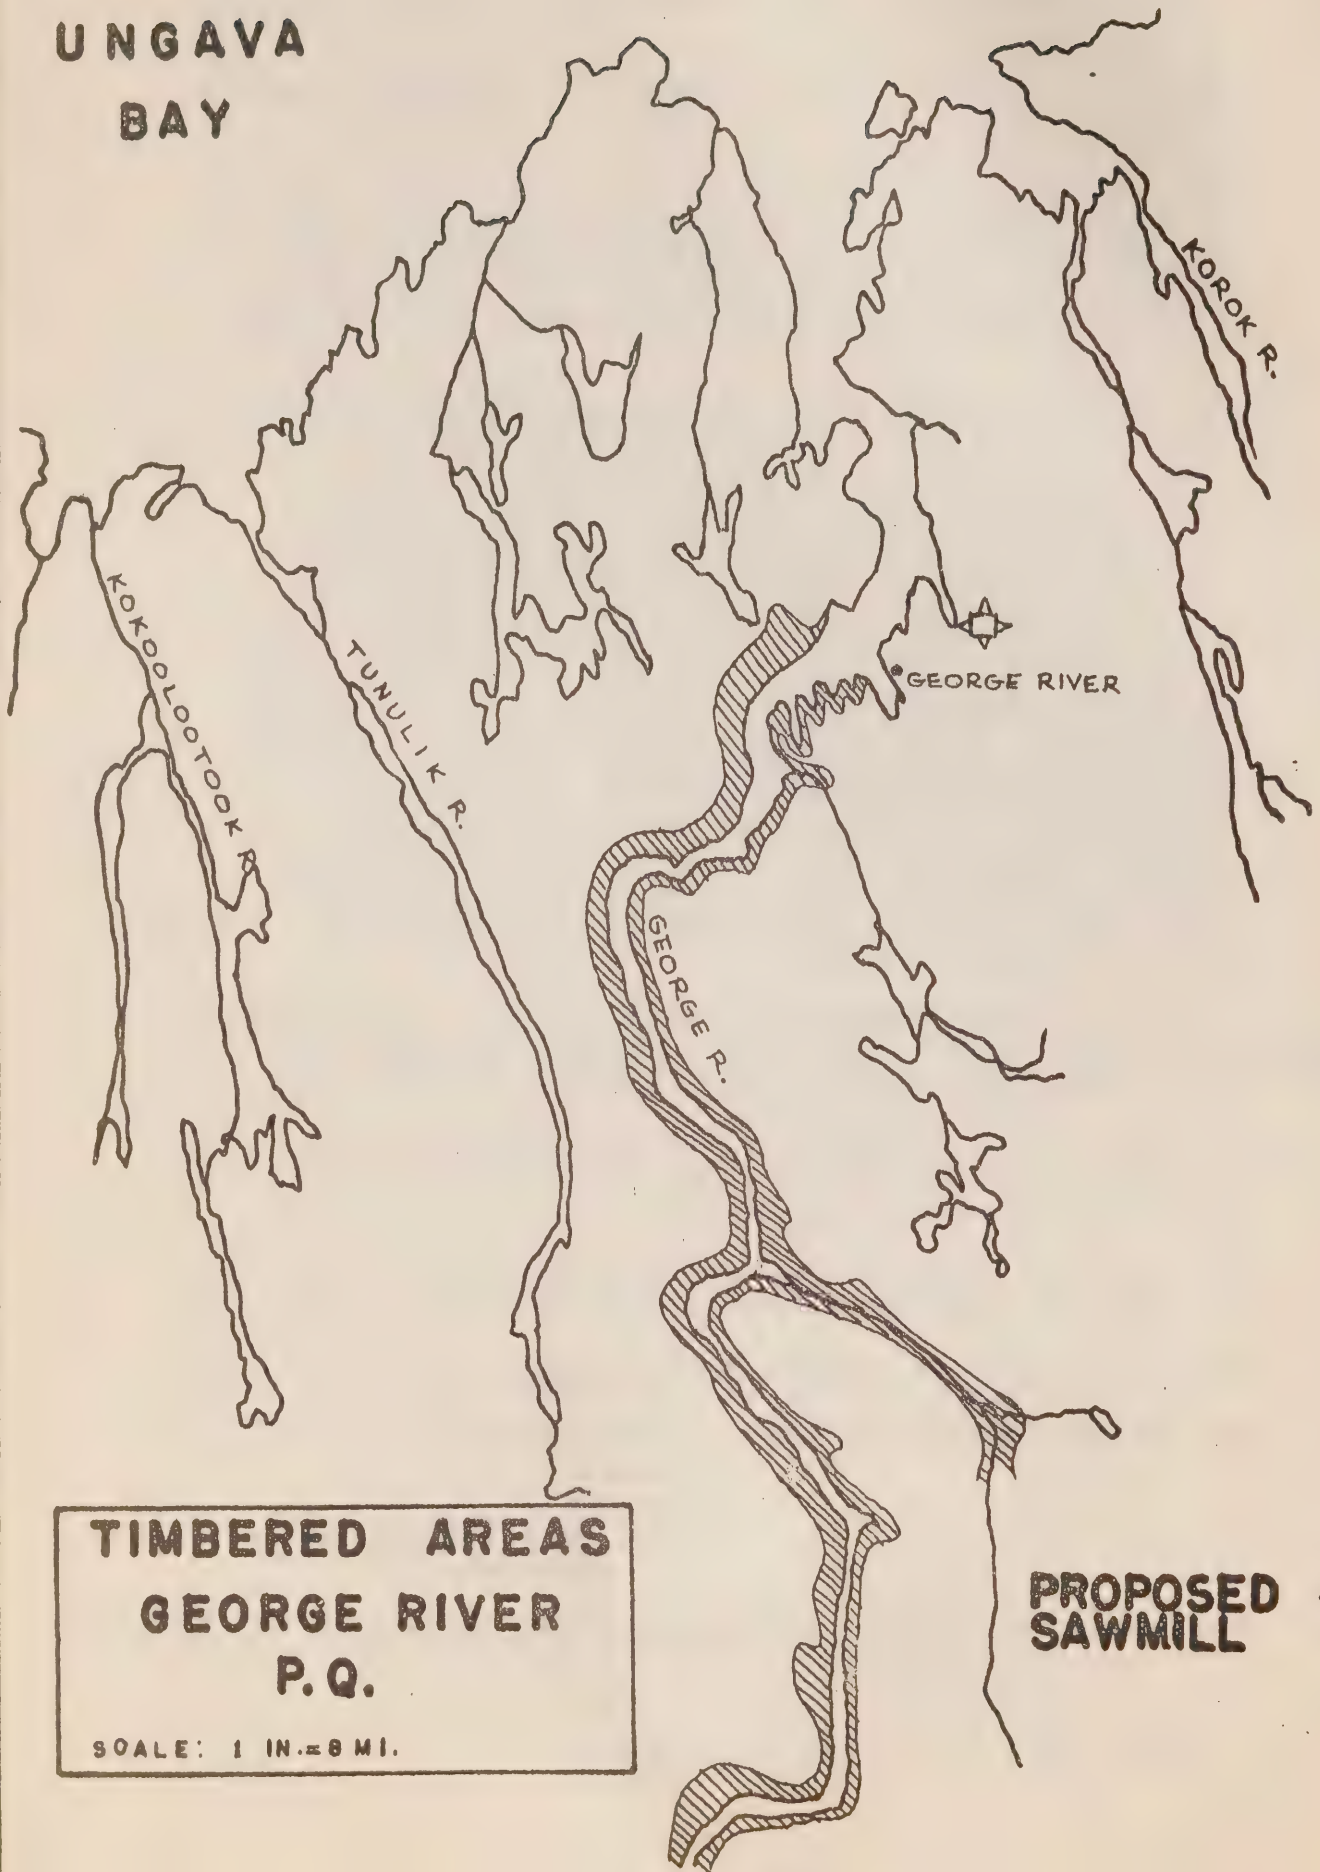 UNGAVA
BAY
KOROK R.
KOKOOLOOTOOK R.
TUNULIK R.
GEORGE RIVER
GEORGE R.
TIMBERED AREAS
GEORGE RIVER
P.Q.
SCALE: 1 IN.=8 MI.
PROPOSED
SAWMILL